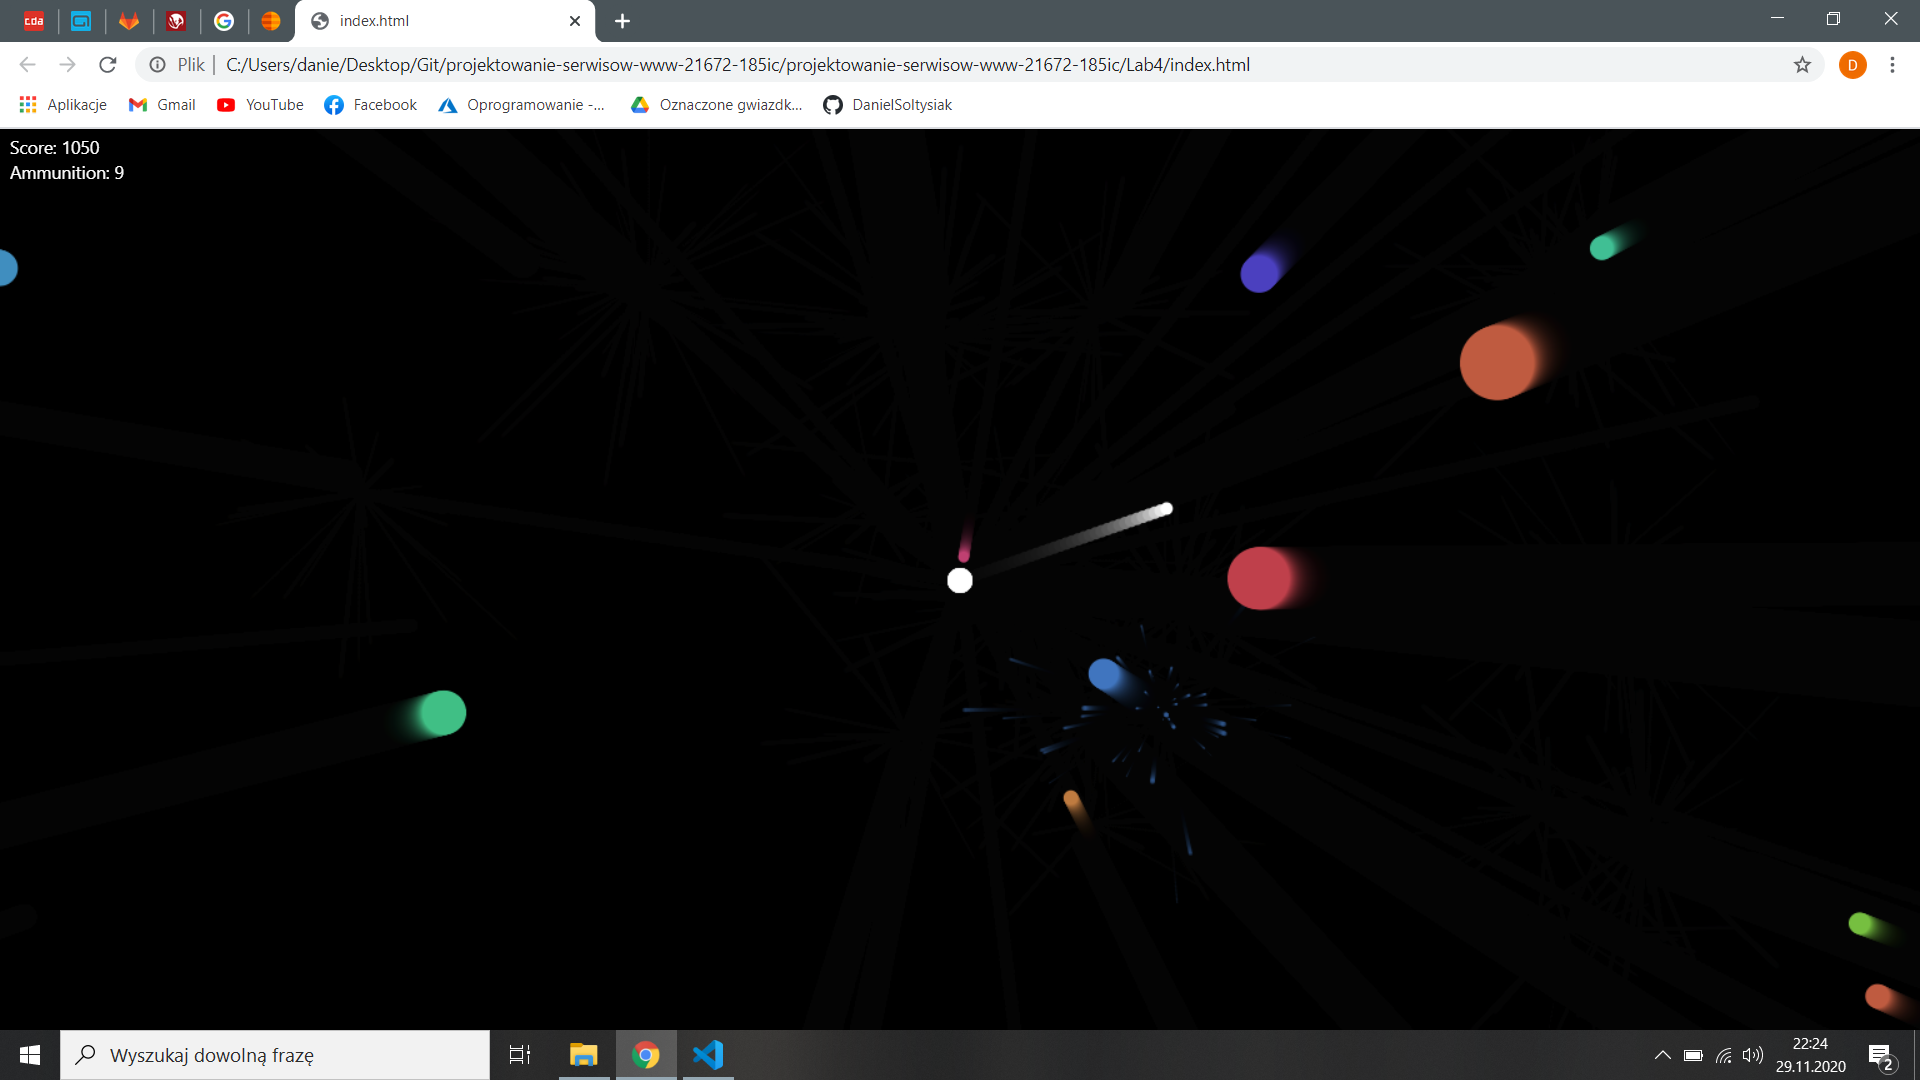 cda
index.html
Plik
C:/Users/danie/Desktop/Git/projektowanie-serwisow-www-21672-185ic/projektowanie-serwisow-www-21672-185ic/Lab4/index.html
D
Aplikacje
Gmail
YouTube
Facebook
Oprogramowanie -...
Oznaczone gwiazdk...
DanielSoltysiak
Score: 1050
Ammunition: 9
Wyszukaj dowolną frazę
22:24
29.11.2020
2